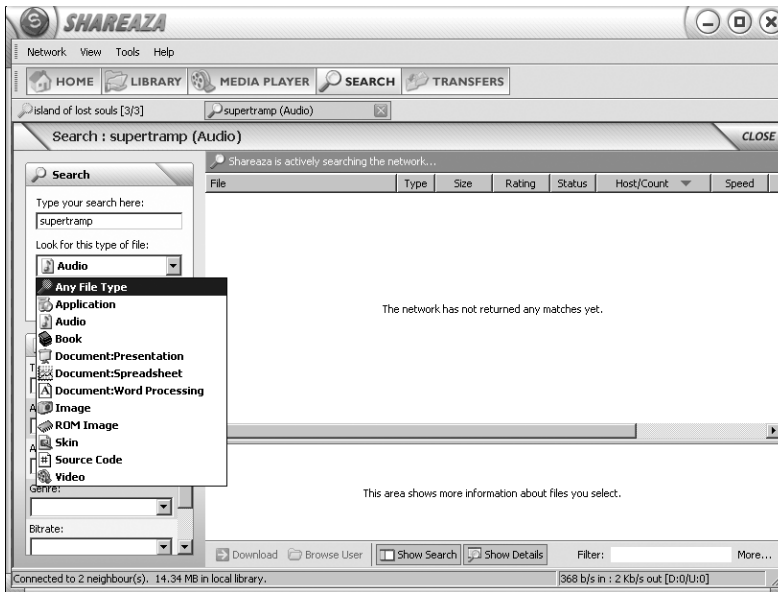 SHAREAZA
Network View Tools Help
HOME LIBRARY MEDIA PLAYER SEARCH TRANSFERS
island of lost souls [3/3] supertramp (Audio)
Search : supertramp (Audio) CLOSE
Search
Type your search here:
supertramp
Look for this type of file:
Audio
Any File Type
Application
Audio
Book
Document:Presentation
Document:Spreadsheet
Document:Word Processing
Image
ROM Image
Skin
Source Code
Video
Genre:
Bitrate:
Shareaza is actively searching the network...
File Type Size Rating Status Host/Count Speed
The network has not returned any matches yet.
This area shows more information about files you select.
Download Browse User Show Search Show Details Filter: More...
Connected to 2 neighbour(s). 14.34 MB in local library. 368 b/s in : 2 Kb/s out [D:0/U:0]